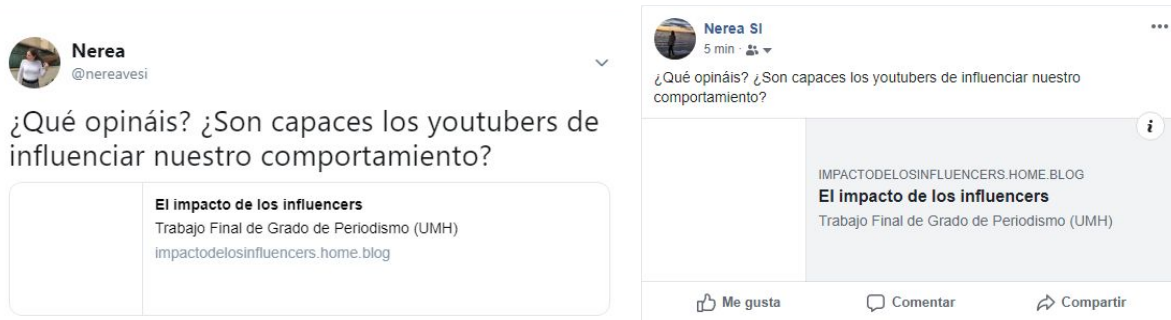 Nerea
@nereavesi
¿Qué opináis? ¿Son capaces los youtubers de
influenciar nuestro comportamiento?
El impacto de los influencers
Trabajo Final de Grado de Periodismo (UMH)
impactodelosinfluencers.home.blog
Nerea SI
5 min ·
¿Qué opináis? ¿Son capaces los youtubers de influenciar nuestro
comportamiento?
i
IMPACTODELOSINFLUENCERS.HOME.BLOG
El impacto de los influencers
Trabajo Final de Grado de Periodismo (UMH)
Me gusta Comentar Compartir